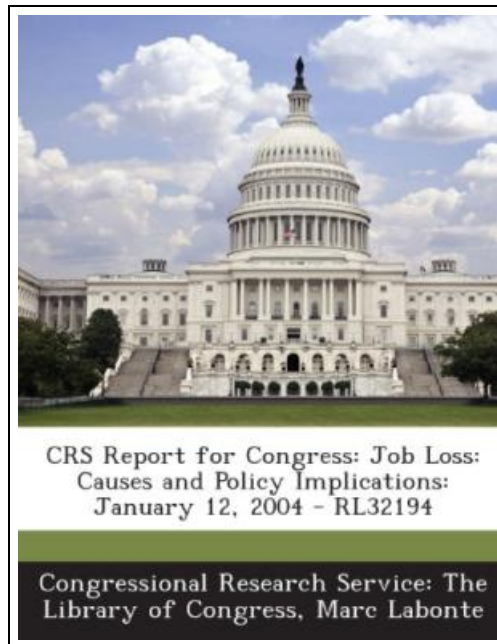 CRS Report for Congress: Job Loss:
Causes and Policy Implications:
January 12, 2004 - RL32194
Congressional Research Service: The
Library of Congress, Marc Labonte